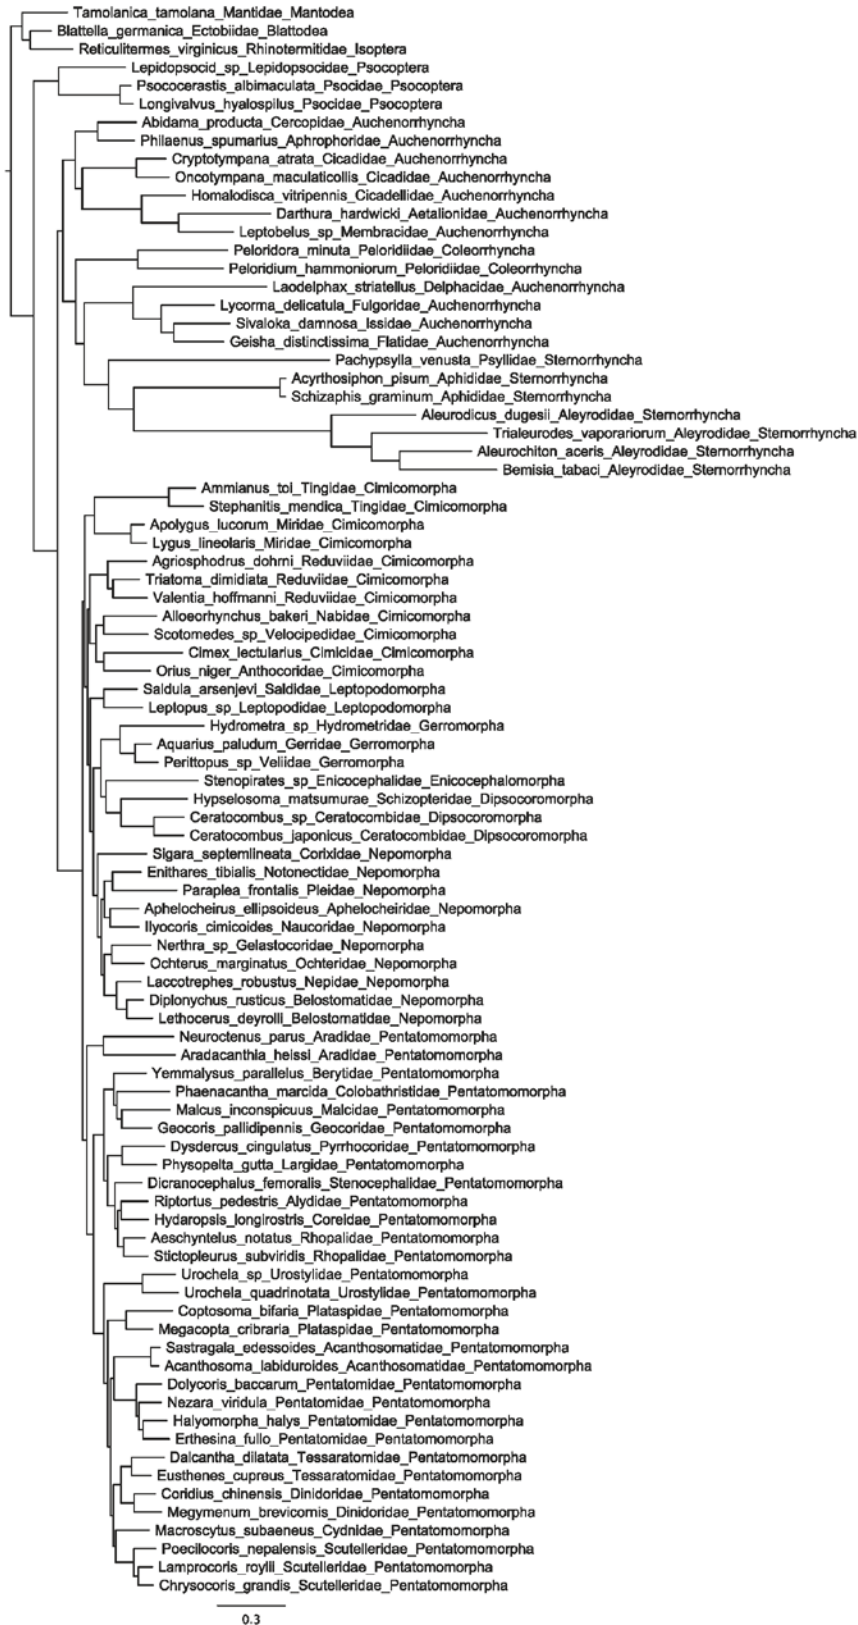 Tamolanica_tamolana_Mantidae_Mantodea
Blattella_germanica_Ectobiidae_Blattodea
Reticulitermes_virginicus_Rhinotermitidae_Isoptera
Lepidopsocid_sp_Lepidopsocidae_Psocoptera
Psococerastis_albimaculata_Psocidae_Psocoptera
Longivalvus_hyalospilus_Psocidae_Psocoptera
Abidama_producta_Cercopidae_Auchenorrhyncha
Philaenus_spumarius_Aphrophoridae_Auchenorrhyncha
Cryptotympana_atrata_Cicadidae_Auchenorrhyncha
Oncotympana_maculaticollis_Cicadidae_Auchenorrhyncha
Homalodisca_vitripennis_Cicadellidae_Auchenorrhyncha
Darthura_hardwicki_Aetalionidae_Auchenorrhyncha
Leptobelus_sp_Membracidae_Auchenorrhyncha
Peloridora_minuta_Peloridiidae_Coleorrhyncha
Peloridium_hammoniorum_Peloridiidae_Coleorrhyncha
Laodelphax_striatellus_Delphacidae_Auchenorrhyncha
Lycorma_delicatula_Fulgoridae_Auchenorrhyncha
Sivaloka_damnosa_Issidae_Auchenorrhyncha
Geisha_distinctissima_Flatidae_Auchenorrhyncha
Pachypsylla_venusta_Psyllidae_Sternorrhyncha
Acyrthosiphon_pisum_Aphididae_Sternorrhyncha
Schizaphis_graminum_Aphididae_Sternorrhyncha
Aleurodicus_dugesii_Aleyrodidae_Sternorrhyncha
Trialeurodes_vaporariorum_Aleyrodidae_Sternorrhyncha
Aleurochiton_aceris_Aleyrodidae_Sternorrhyncha
Bemisia_tabaci_Aleyrodidae_Sternorrhyncha
Ammianus_toi_Tingidae_Cimicomorpha
Stephanitis_mendica_Tingidae_Cimicomorpha
Apolygus_lucorum_Miridae_Cimicomorpha
Lygus_lineolaris_Miridae_Cimicomorpha
Agriosphodrus_dohrni_Reduviidae_Cimicomorpha
Triatoma_dimidiata_Reduviidae_Cimicomorpha
Valentia_hoffmanni_Reduviidae_Cimicomorpha
Alloeorhynchus_bakeri_Nabidae_Cimicomorpha
Scotomedes_sp_Velocipedidae_Cimicomorpha
Cimex_lectularius_Cimicidae_Cimicomorpha
Orius_niger_Anthocoridae_Cimicomorpha
Saldula_arsenjevi_Saldidae_Leptopodomorpha
Leptopus_sp_Leptopodidae_Leptopodomorpha
Hydrometra_sp_Hydrometridae_Gerromorpha
Aquarius_paludum_Gerridae_Gerromorpha
Perittopus_sp_Veliidae_Gerromorpha
Stenopirates_sp_Enicocephalidae_Enicocephalomorpha
Hypselosoma_matsumurae_Schizopteridae_Dipsocoromorpha
Ceratocombus_sp_Ceratocombidae_Dipsocoromorpha
Ceratocombus_japonicus_Ceratocombidae_Dipsocoromorpha
Sigara_septemlineata_Corixidae_Nepomorpha
Enithares_tibialis_Notonectidae_Nepomorpha
Paraplea_frontalis_Pleidae_Nepomorpha
Aphelocheirus_ellipsoideus_Aphelocheiridae_Nepomorpha
Ilyocoris_cimicoides_Naucoridae_Nepomorpha
Nerthra_sp_Gelastocoridae_Nepomorpha
Ochterus_marginatus_Ochteridae_Nepomorpha
Laccotrephes_robustus_Nepidae_Nepomorpha
Diplonychus_rusticus_Belostomatidae_Nepomorpha
Lethocerus_deyrolli_Belostomatidae_Nepomorpha
Neuroctenus_parus_Aradidae_Pentatomomorpha
Aradacanthia_heissi_Aradidae_Pentatomomorpha
Yemmalysus_parallelus_Berytidae_Pentatomomorpha
Phaenacantha_marcida_Colobathristidae_Pentatomomorpha
Malcus_inconspicuus_Malcidae_Pentatomomorpha
Geocoris_pallidipennis_Geocoridae_Pentatomomorpha
Dysdercus_cingulatus_Pyrrhocoridae_Pentatomomorpha
Physopelta_gutta_Largidae_Pentatomomorpha
Dicranocephalus_femoralis_Stenocephalidae_Pentatomomorpha
Riptortus_pedestris_Alydidae_Pentatomomorpha
Hydaropsis_longirostris_Coreidae_Pentatomomorpha
Aeschyntelus_notatus_Rhopalidae_Pentatomomorpha
Stictopleurus_subviridis_Rhopalidae_Pentatomomorpha
Urochela_sp_Urostylidae_Pentatomomorpha
Urochela_quadrinotata_Urostylidae_Pentatomomorpha
Coptosoma_bifaria_Plataspidae_Pentatomomorpha
Megacopta_cribraria_Plataspidae_Pentatomomorpha
Sastragala_edessoides_Acanthosomatidae_Pentatomomorpha
Acanthosoma_labiduroides_Acanthosomatidae_Pentatomomorpha
Dolycoris_baccarum_Pentatomidae_Pentatomomorpha
Nezara_viridula_Pentatomidae_Pentatomomorpha
Halyomorpha_halys_Pentatomidae_Pentatomomorpha
Erthesina_fullo_Pentatomidae_Pentatomomorpha
Dalcantha_dilatata_Tessaratomidae_Pentatomomorpha
Eusthenes_cupreus_Tessaratomidae_Pentatomomorpha
Coridius_chinensis_Dinidoridae_Pentatomomorpha
Megymenum_brevicornis_Dinidoridae_Pentatomomorpha
Macroscytus_subaeneus_Cydnidae_Pentatomomorpha
Poecilocoris_nepalensis_Scutelleridae_Pentatomomorpha
Lamprocoris_roylii_Scutelleridae_Pentatomomorpha
Chrysocoris_grandis_Scutelleridae_Pentatomomorpha
0.3